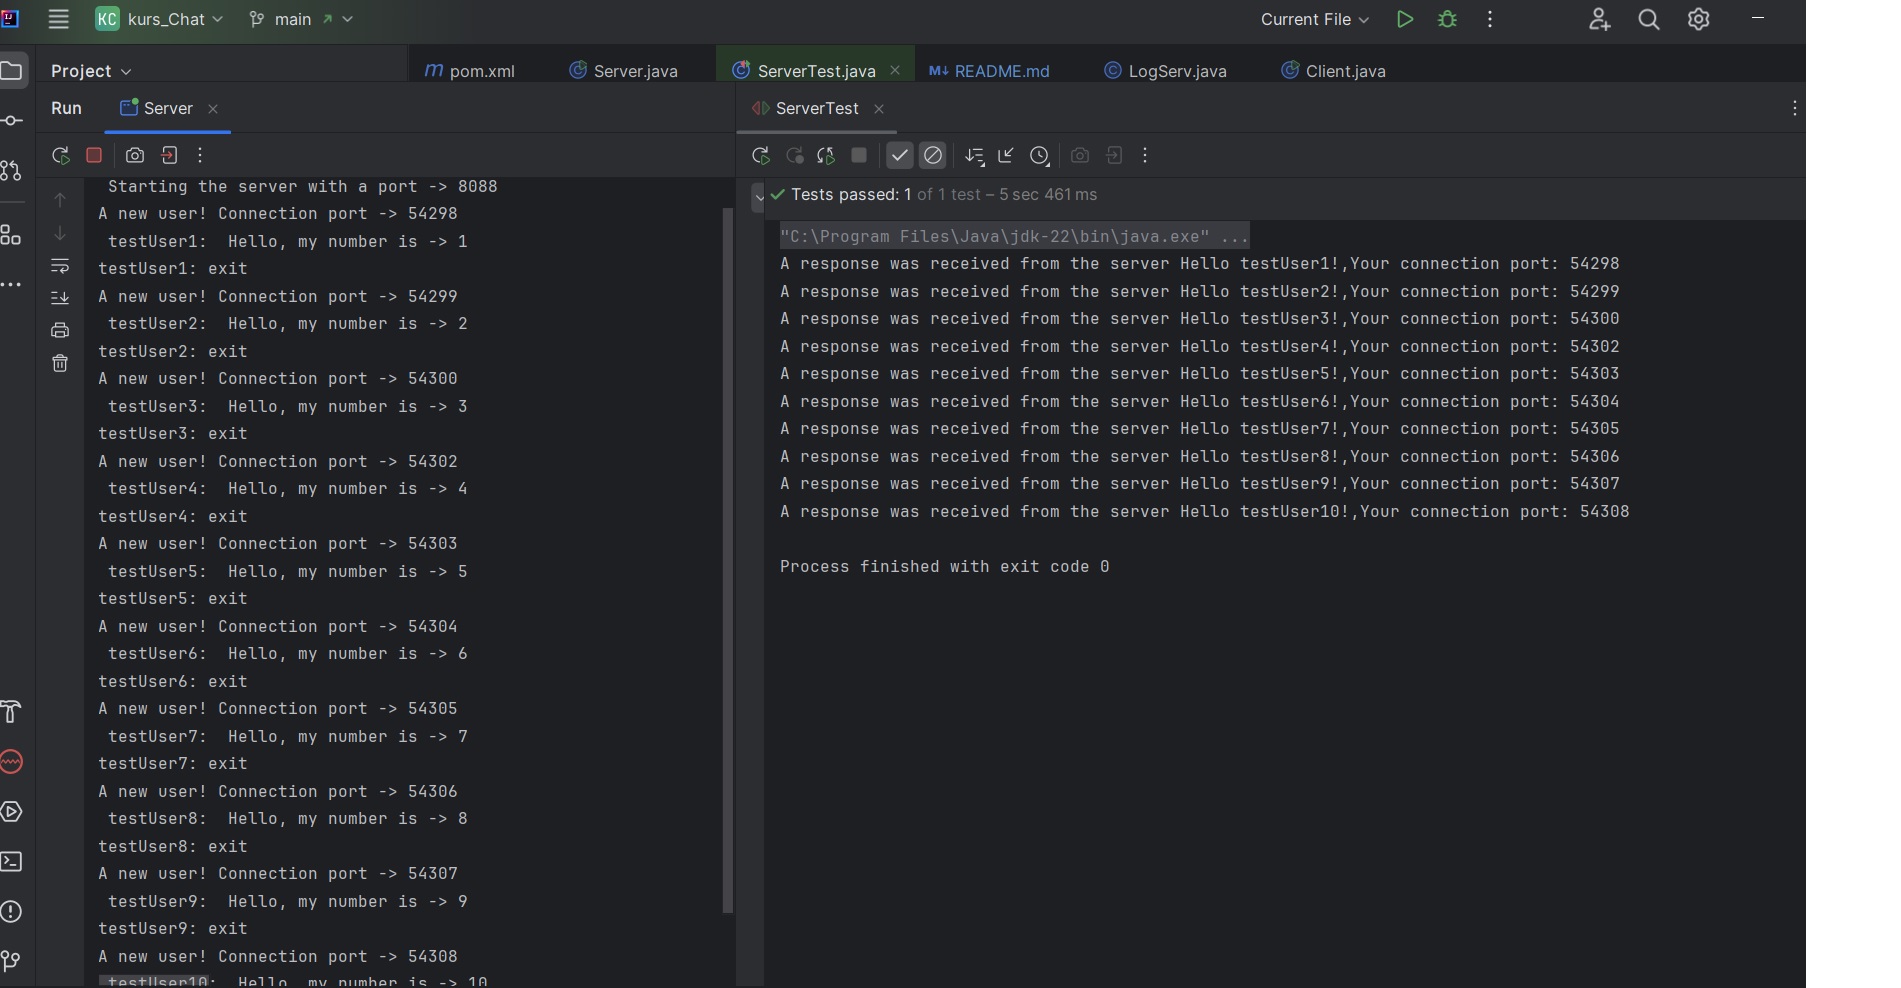 KC kurs_Chat main Current File
Project
m pom.xml Server.java ServerTest.java README.md LogServ.java Client.java
Run Server
ServerTest
Starting the server with a port -> 8088
A new user! Connection port -> 54298
testUser1:  Hello, my number is -> 1
testUser1: exit
A new user! Connection port -> 54299
testUser2:  Hello, my number is -> 2
testUser2: exit
A new user! Connection port -> 54300
testUser3:  Hello, my number is -> 3
testUser3: exit
A new user! Connection port -> 54302
testUser4:  Hello, my number is -> 4
testUser4: exit
A new user! Connection port -> 54303
testUser5:  Hello, my number is -> 5
testUser5: exit
A new user! Connection port -> 54304
testUser6:  Hello, my number is -> 6
testUser6: exit
A new user! Connection port -> 54305
testUser7:  Hello, my number is -> 7
testUser7: exit
A new user! Connection port -> 54306
testUser8:  Hello, my number is -> 8
testUser8: exit
A new user! Connection port -> 54307
testUser9:  Hello, my number is -> 9
testUser9: exit
A new user! Connection port -> 54308
testUser10:  Hello, my number is -> 10
Tests passed: 1 of 1 test – 5 sec 461 ms
"C:\Program Files\Java\jdk-22\bin\java.exe" ...
A response was received from the server Hello testUser1!,Your connection port: 54298
A response was received from the server Hello testUser2!,Your connection port: 54299
A response was received from the server Hello testUser3!,Your connection port: 54300
A response was received from the server Hello testUser4!,Your connection port: 54302
A response was received from the server Hello testUser5!,Your connection port: 54303
A response was received from the server Hello testUser6!,Your connection port: 54304
A response was received from the server Hello testUser7!,Your connection port: 54305
A response was received from the server Hello testUser8!,Your connection port: 54306
A response was received from the server Hello testUser9!,Your connection port: 54307
A response was received from the server Hello testUser10!,Your connection port: 54308
Process finished with exit code 0